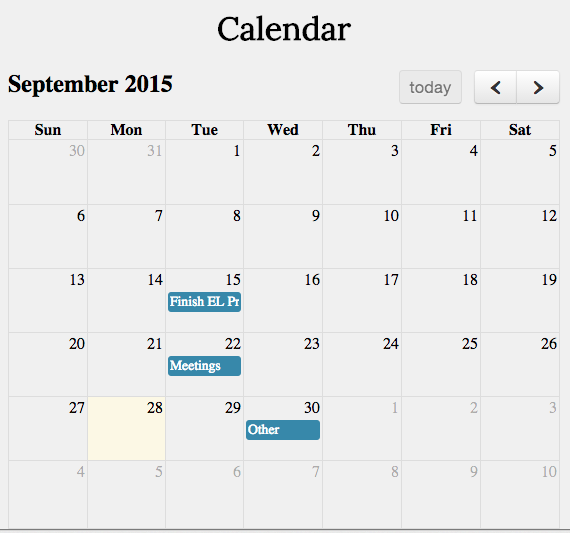 Calendar
September 2015
today
Sun Mon Tue Wed Thu Fri Sat
30 31 1 2 3 4 5
6 7 8 9 10 11 12
13 14 15 16 17 18 19
Finish EL Pr
20 21 22 23 24 25 26
Meetings
27 28 29 30 1 2 3
Other
4 5 6 7 8 9 10